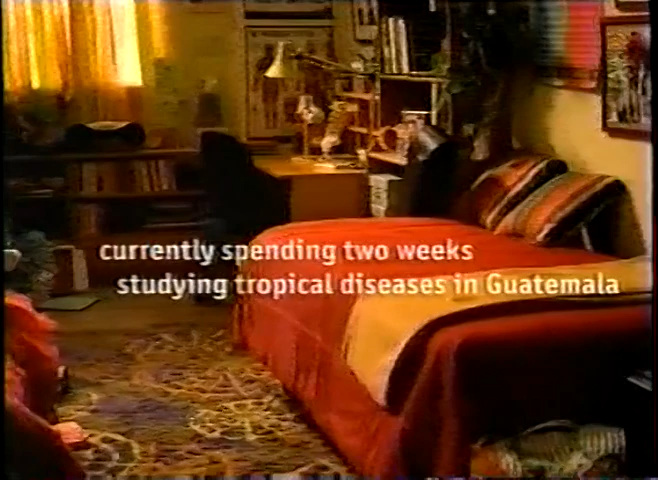 currently spending two weeks
studying tropical diseases in Guatemala